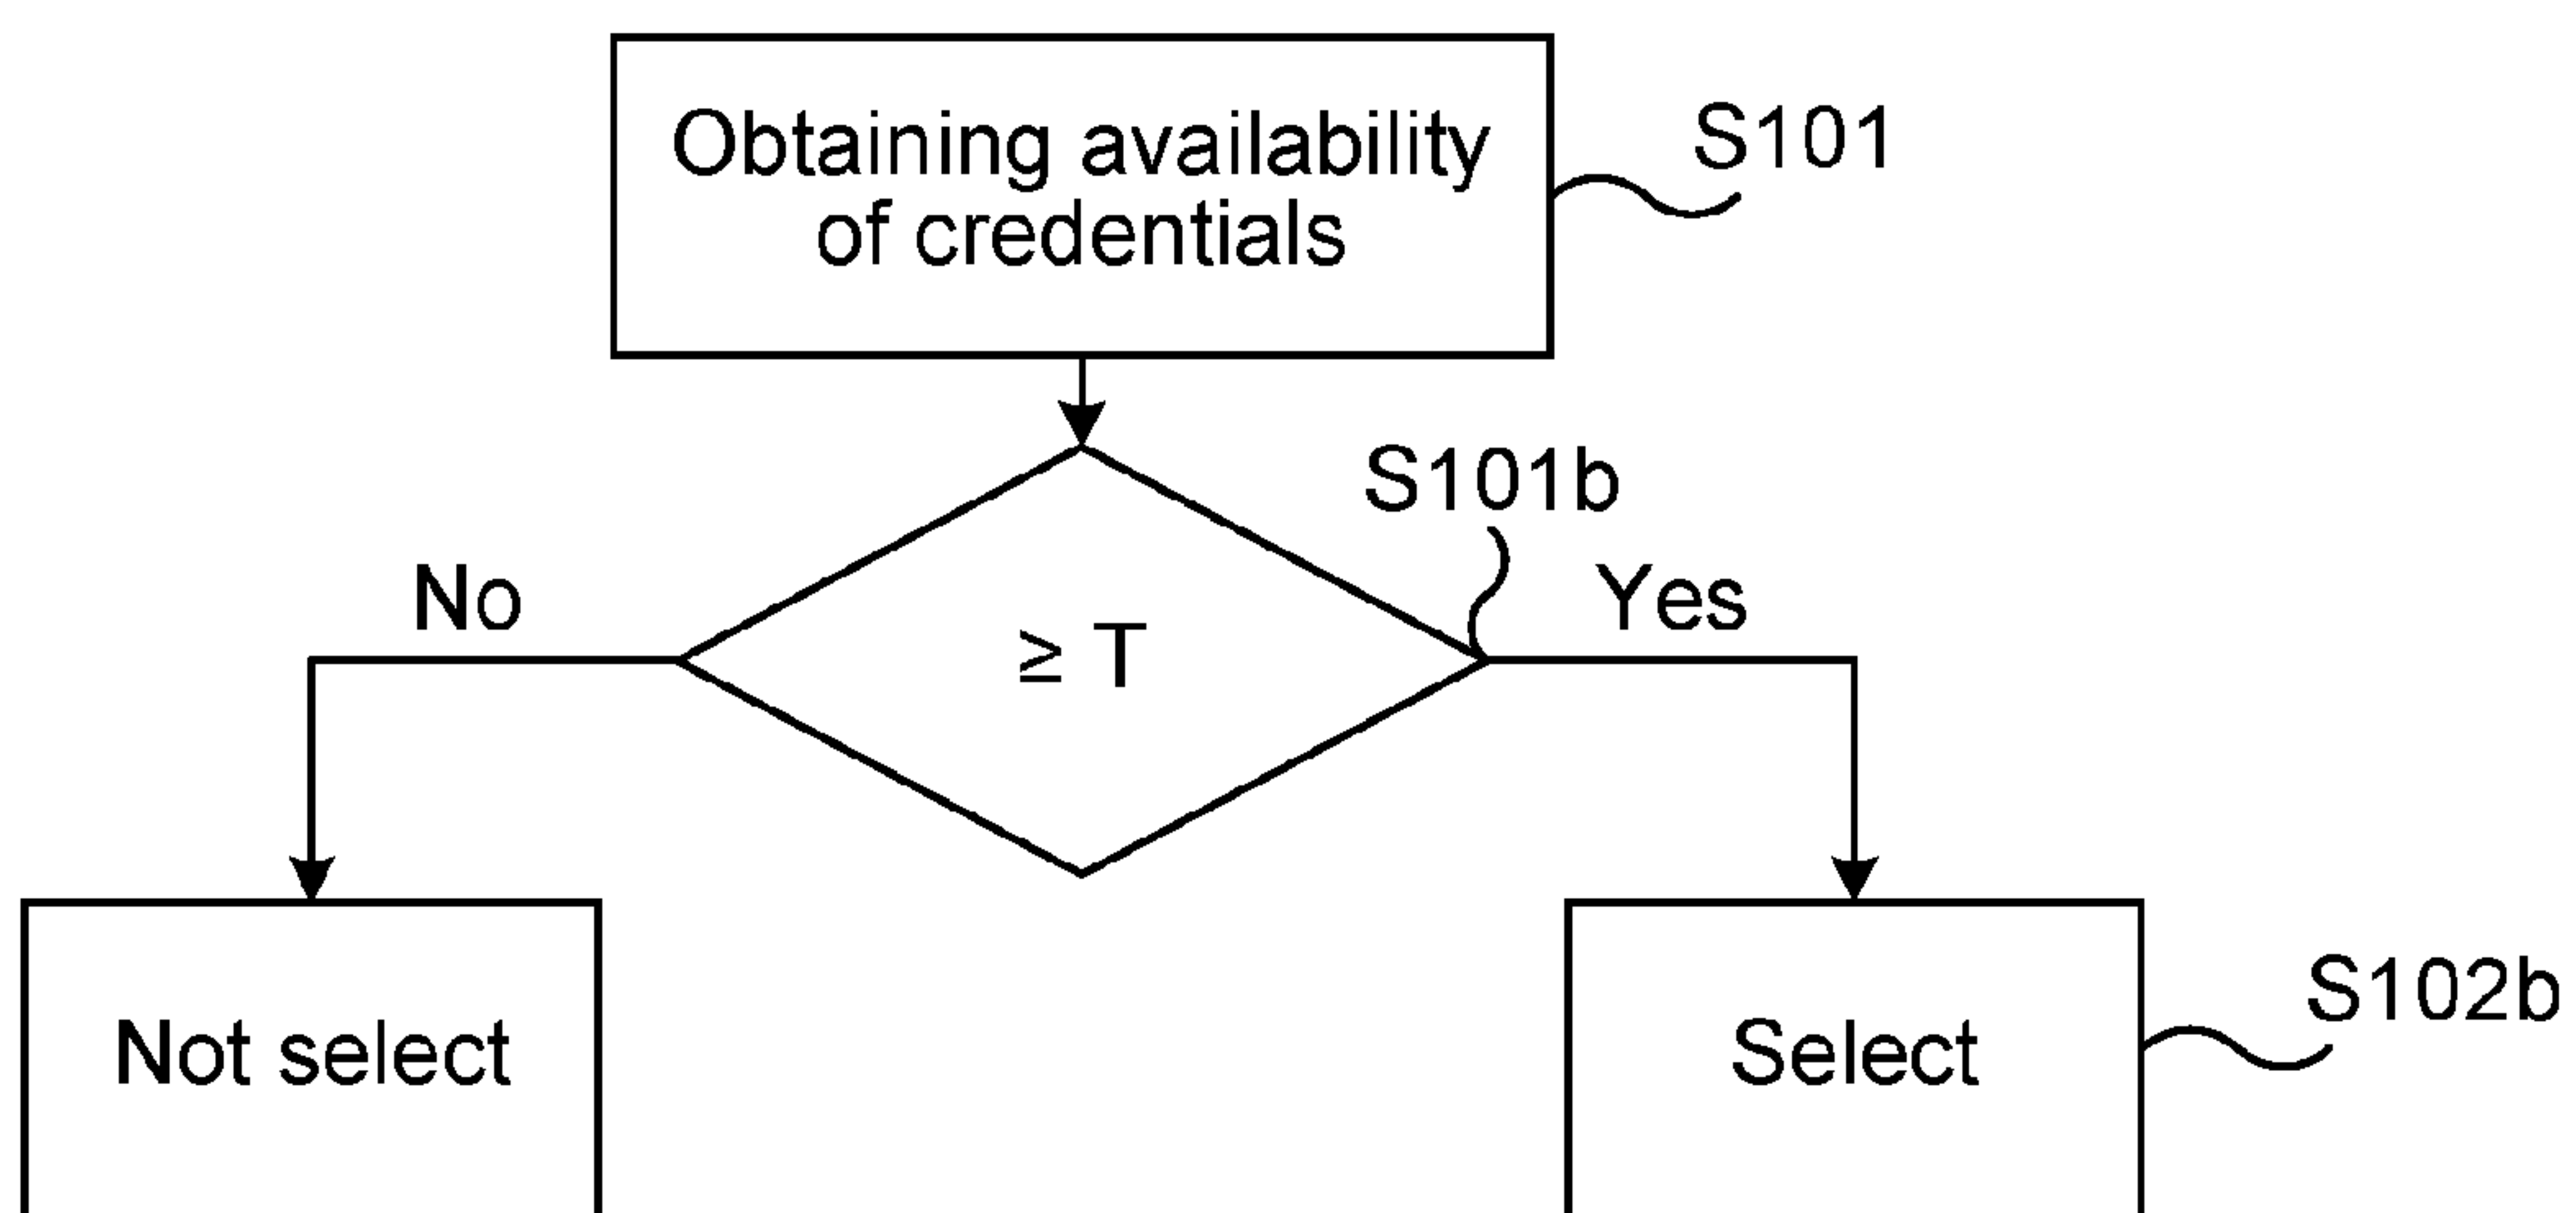 Obtaining availability
of credentials
S101
S101b
No
Yes
≥ T
Not select
Select
S102b